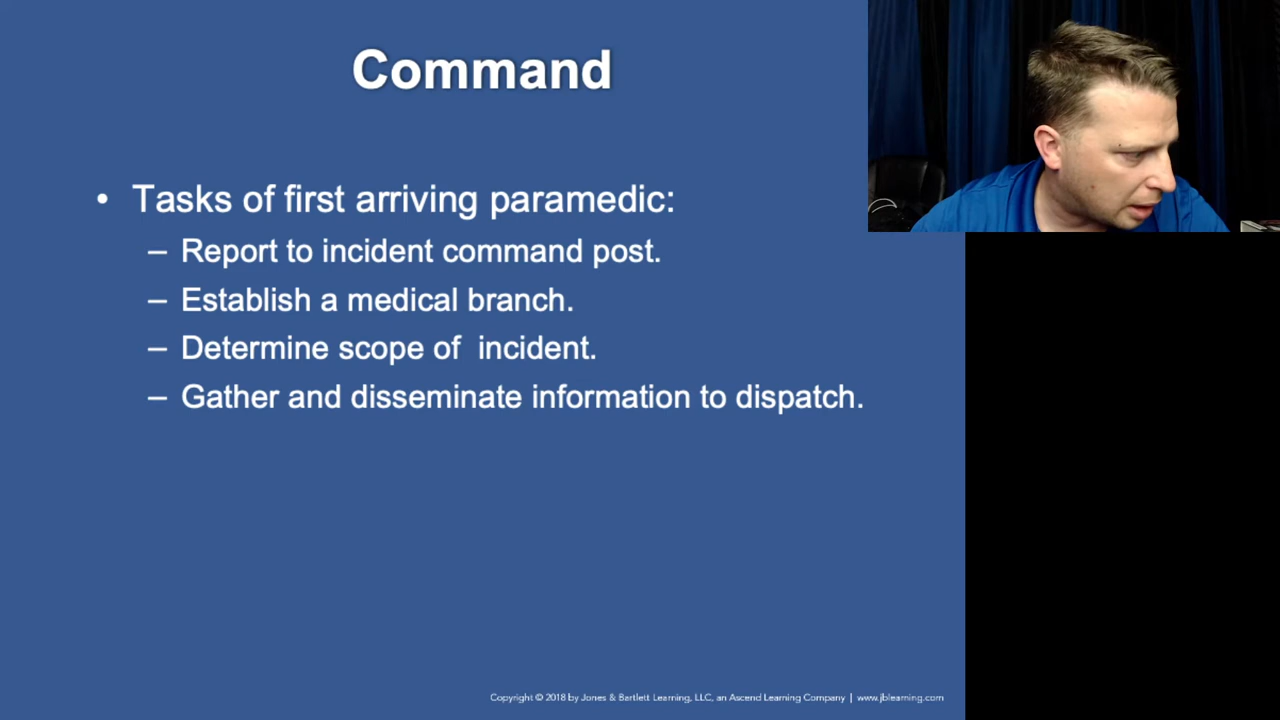 Command
• Tasks of first arriving paramedic:
– Report to incident command post.
– Establish a medical branch.
– Determine scope of  incident.
– Gather and disseminate information to dispatch.
Copyright © 2018 by Jones & Bartlett Learning, LLC, an Ascend Learning Company | www.jblearning.com